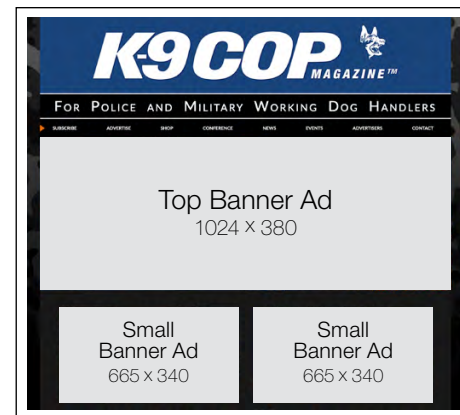 K-9 COP
MAGAZINE™
FOR POLICE AND MILITARY WORKING DOG HANDLERS
SUBSCRIBE ADVERTISE SHOP CONFERENCE NEWS EVENTS ADVERTISERS CONTACT
Top Banner Ad
1024 x 380
Small
Banner Ad
665 x 340
Small
Banner Ad
665 x 340